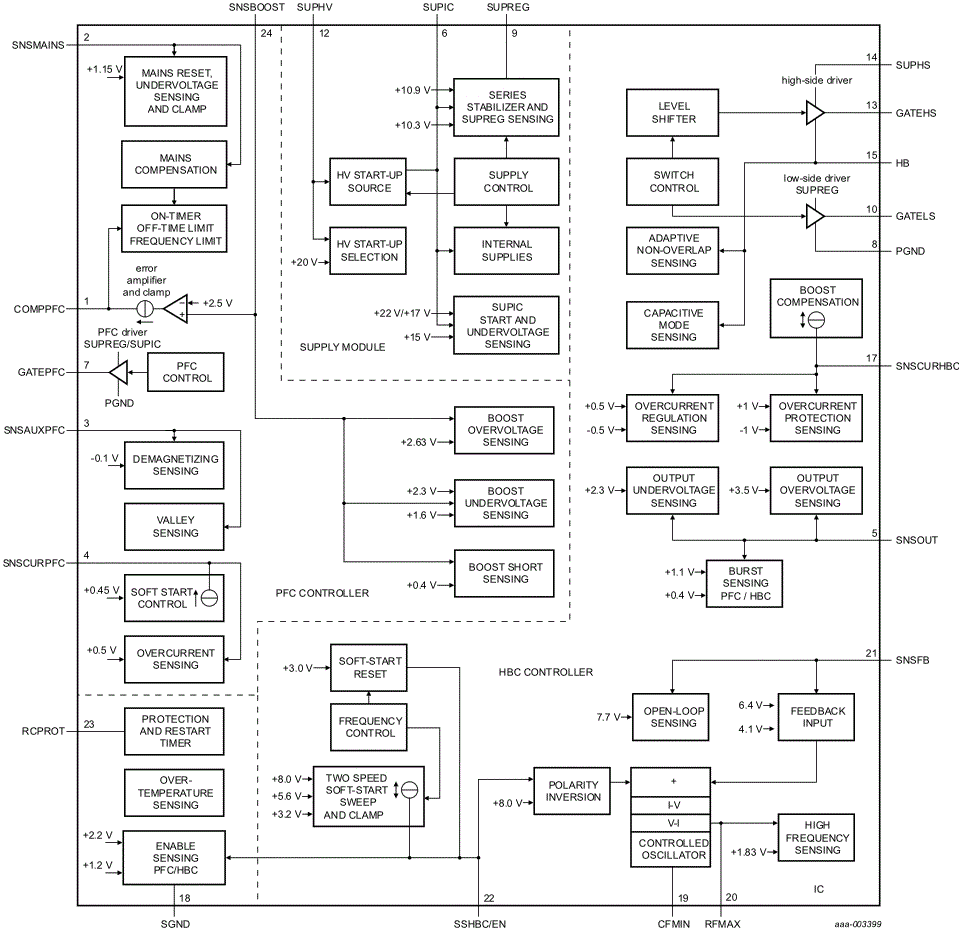 SNSBOOST SUPHV SUPIC SUPREG
24 12 6 9
SNSMAINS 2
+1.15 V
MAINS RESET,
UNDERVOLTAGE
SENSING
AND CLAMP
MAINS
COMPENSATION
ON-TIMER
OFF-TIME LIMIT
FREQUENCY LIMIT
error
amplifier
and clamp
COMPPFC 1
+2.5 V
−
+
PFC driver
SUPREG/SUPIC
GATEPFC 7
PFC
CONTROL
PGND
SNSAUXPFC 3
-0.1 V
DEMAGNETIZING
SENSING
VALLEY
SENSING
SNSCURPFC 4
+0.45 V
SOFT START
CONTROL
+0.5 V
OVERCURRENT
SENSING
RCPROT 23
PROTECTION
AND RESTART
TIMER
OVER-
TEMPERATURE
SENSING
+2.2 V
+1.2 V
ENABLE
SENSING
PFC/HBC
18
SGND
+10.9 V
+10.3 V
SERIES
STABILIZER AND
SUPREG SENSING
HV START-UP
SOURCE
SUPPLY
CONTROL
HV START-UP
SELECTION
+20 V
INTERNAL
SUPPLIES
+22 V/+17 V
+15 V
SUPIC
START AND
UNDERVOLTAGE
SENSING
SUPPLY MODULE
BOOST
OVERVOLTAGE
SENSING
+2.63 V
+2.3 V
+1.6 V
BOOST
UNDERVOLTAGE
SENSING
BOOST SHORT
SENSING
+0.4 V
PFC CONTROLLER
+3.0 V
SOFT-START
RESET
HBC CONTROLLER
FREQUENCY
CONTROL
+8.0 V
+5.6 V
+3.2 V
TWO SPEED
SOFT-START
SWEEP
AND CLAMP
22
SSHBC/EN
POLARITY
INVERSION
+8.0 V
+
I-V
V-I
CONTROLLED
OSCILLATOR
19
CFMIN
20
RFMAX
HIGH
FREQUENCY
SENSING
+1.83 V
IC
aaa-003399
LEVEL
SHIFTER
high-side driver
14 SUPHS
13 GATEHS
15 HB
SWITCH
CONTROL
low-side driver
SUPREG
10 GATELS
8 PGND
ADAPTIVE
NON-OVERLAP
SENSING
CAPACITIVE
MODE
SENSING
BOOST
COMPENSATION
17 SNSCURHBC
+0.5 V
-0.5 V
OVERCURRENT
REGULATION
SENSING
+1 V
-1 V
OVERCURRENT
PROTECTION
SENSING
+2.3 V
OUTPUT
UNDERVOLTAGE
SENSING
+3.5 V
OUTPUT
OVERVOLTAGE
SENSING
5 SNSOUT
+1.1 V
+0.4 V
BURST
SENSING
PFC / HBC
21 SNSFB
7.7 V
OPEN-LOOP
SENSING
6.4 V
4.1 V
FEEDBACK
INPUT